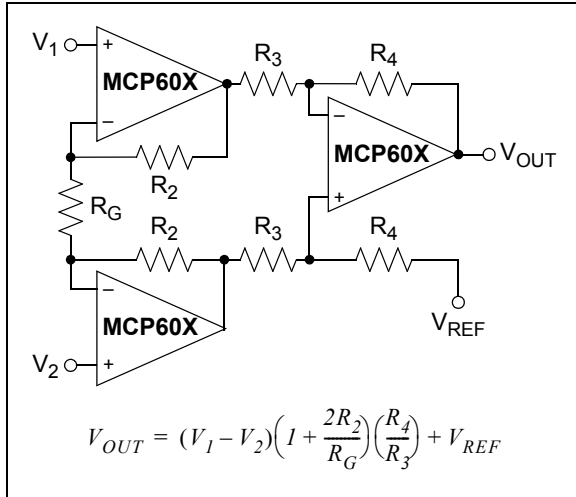 V1
+
MCP60X
–
R3
R4
–
MCP60X
+
VOUT
R2
RG
R2
R3
R4
–
MCP60X
+
V2
VREF
VOUT = (V1 – V2)(1 + 2R2/RG)(R4/R3) + VREF